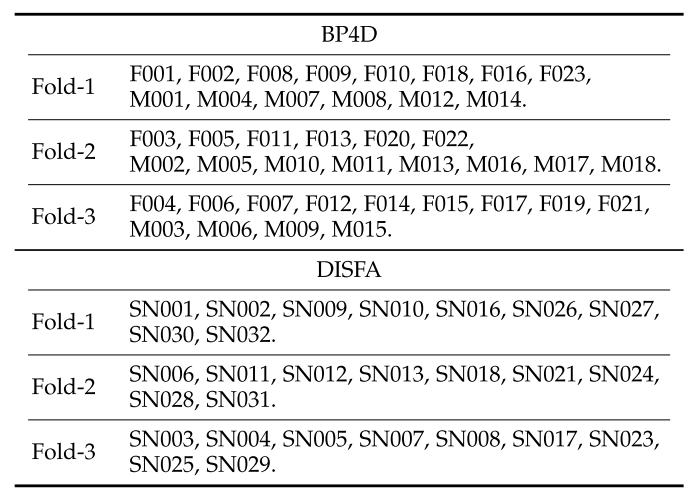 BP4D
Fold-1
F001, F002, F008, F009, F010, F018, F016, F023,
M001, M004, M007, M008, M012, M014.
Fold-2
F003, F005, F011, F013, F020, F022,
M002, M005, M010, M011, M013, M016, M017, M018.
Fold-3
F004, F006, F007, F012, F014, F015, F017, F019, F021,
M003, M006, M009, M015.
DISFA
Fold-1
SN001, SN002, SN009, SN010, SN016, SN026, SN027,
SN030, SN032.
Fold-2
SN006, SN011, SN012, SN013, SN018, SN021, SN024,
SN028, SN031.
Fold-3
SN003, SN004, SN005, SN007, SN008, SN017, SN023,
SN025, SN029.